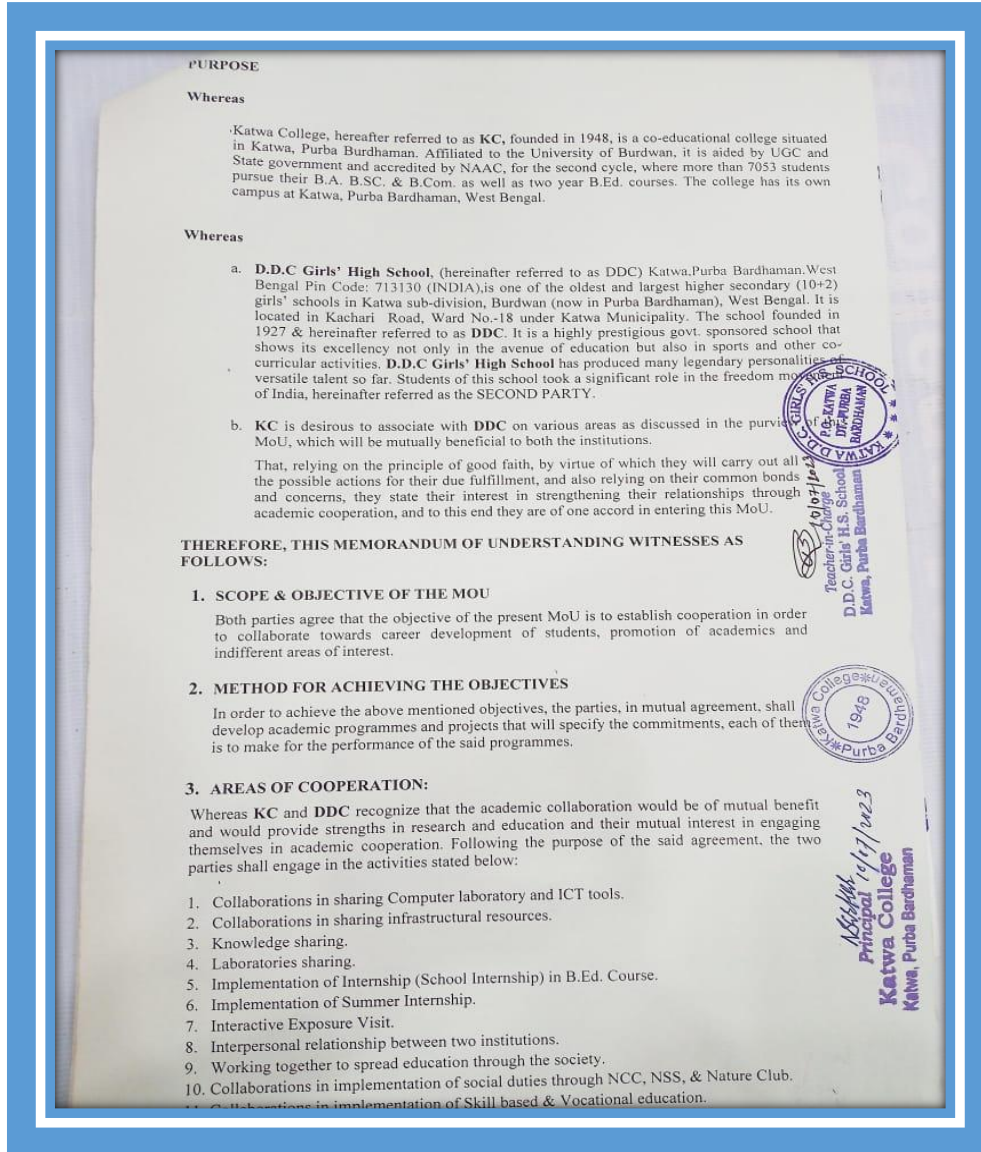 PURPOSE
Whereas
Katwa College, hereafter referred to as KC, founded in 1948, is a co-educational college situated
in Katwa, Purba Burdhaman. Affiliated to the University of Burdwan, it is aided by UGC and
State government and accredited by NAAC, for the second cycle, where more than 7053 students
pursue their B.A. B.SC. & B.Com. as well as two year B.Ed. courses. The college has its own
campus at Katwa, Purba Bardhaman, West Bengal.
Whereas
a. D.D.C Girls' High School, (hereinafter referred to as DDC) Katwa,Purba Bardhaman.West
Bengal Pin Code: 713130 (INDIA),is one of the oldest and largest higher secondary (10+2)
girls' schools in Katwa sub-division, Burdwan (now in Purba Bardhaman), West Bengal. It is
located in Kachari Road, Ward No.-18 under Katwa Municipality. The school founded in
1927 & hereinafter referred to as DDC. It is a highly prestigious govt. sponsored school that
shows its excellency not only in the avenue of education but also in sports and other co-
curricular activities. D.D.C Girls' High School has produced many legendary personalities of
versatile talent so far. Students of this school took a significant role in the freedom
of India, hereinafter referred as the SECOND PARTY.
b. KC is desirous to associate with DDC on various areas as discussed in the purview of
MoU, which will be mutually beneficial to both the institutions.
That, relying on the principle of good faith, by virtue of which they will carry out all
the possible actions for their due fulfillment, and also relying on their common bonds
and concerns, they state their interest in strengthening their relationships through
academic cooperation, and to this end they are of one accord in entering this MoU.
THEREFORE, THIS MEMORANDUM OF UNDERSTANDING WITNESSES AS
FOLLOWS:
1. SCOPE & OBJECTIVE OF THE MOU
Both parties agree that the objective of the present MoU is to establish cooperation in order
to collaborate towards career development of students, promotion of academics and
indifferent areas of interest.
2. METHOD FOR ACHIEVING THE OBJECTIVES
In order to achieve the above mentioned objectives, the parties, in mutual agreement, shall
develop academic programmes and projects that will specify the commitments, each of them
is to make for the performance of the said programmes.
3. AREAS OF COOPERATION:
Whereas KC and DDC recognize that the academic collaboration would be of mutual benefit
and would provide strengths in research and education and their mutual interest in engaging
themselves in academic cooperation. Following the purpose of the said agreement, the two
parties shall engage in the activities stated below:
1. Collaborations in sharing Computer laboratory and ICT tools.
2. Collaborations in sharing infrastructural resources.
3. Knowledge sharing.
4. Laboratories sharing.
5. Implementation of Internship (School Internship) in B.Ed. Course.
6. Implementation of Summer Internship.
7. Interactive Exposure Visit.
8. Interpersonal relationship between two institutions.
9. Working together to spread education through the society.
10. Collaborations in implementation of social duties through NCC, NSS, & Nature Club.
11. Collaborations in implementation of Skill based & Vocational education.
KATWA D.D.C. GIRLS' H.S. SCHOOL
P.O.-KATWA
DT.-PURBA
BARDHAMAN
10/07/2023
Teacher-in-Charge
D.D.C. Girls' H.S. School
Katwa, Purba Bardhaman
Katwa College
1948
Purba Bardhaman
10/07/2023
Principal
Katwa College
Katwa, Purba Bardhaman